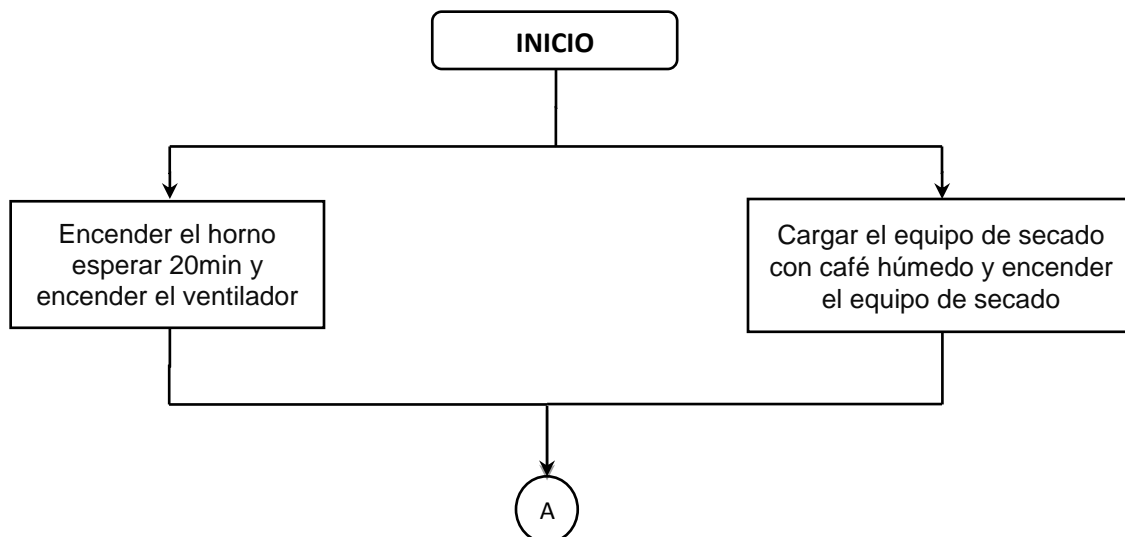 INICIO
Encender el horno
esperar 20min y
encender el ventilador
Cargar el equipo de secado
con café húmedo y encender
el equipo de secado
A